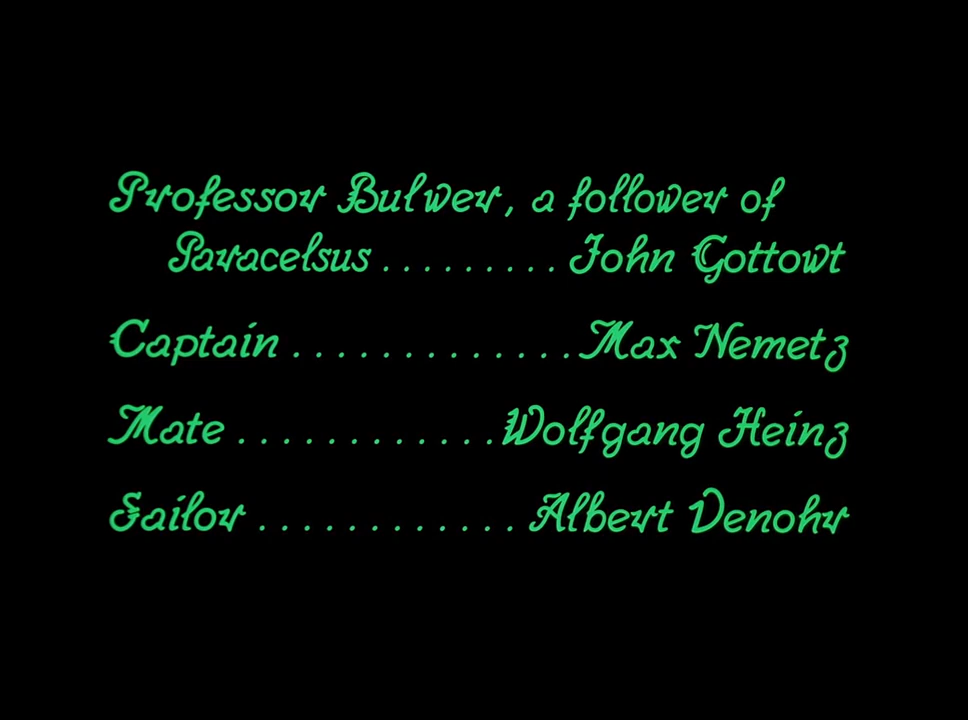 Professor Bulwer, a follower of
Paracelsus . . . . . . . . . John Gottowt
Captain . . . . . . . . . . . . . Max Nemetz
Mate . . . . . . . . . . . . Wolfgang Heinz
Sailor . . . . . . . . . . . . Albert Venohr